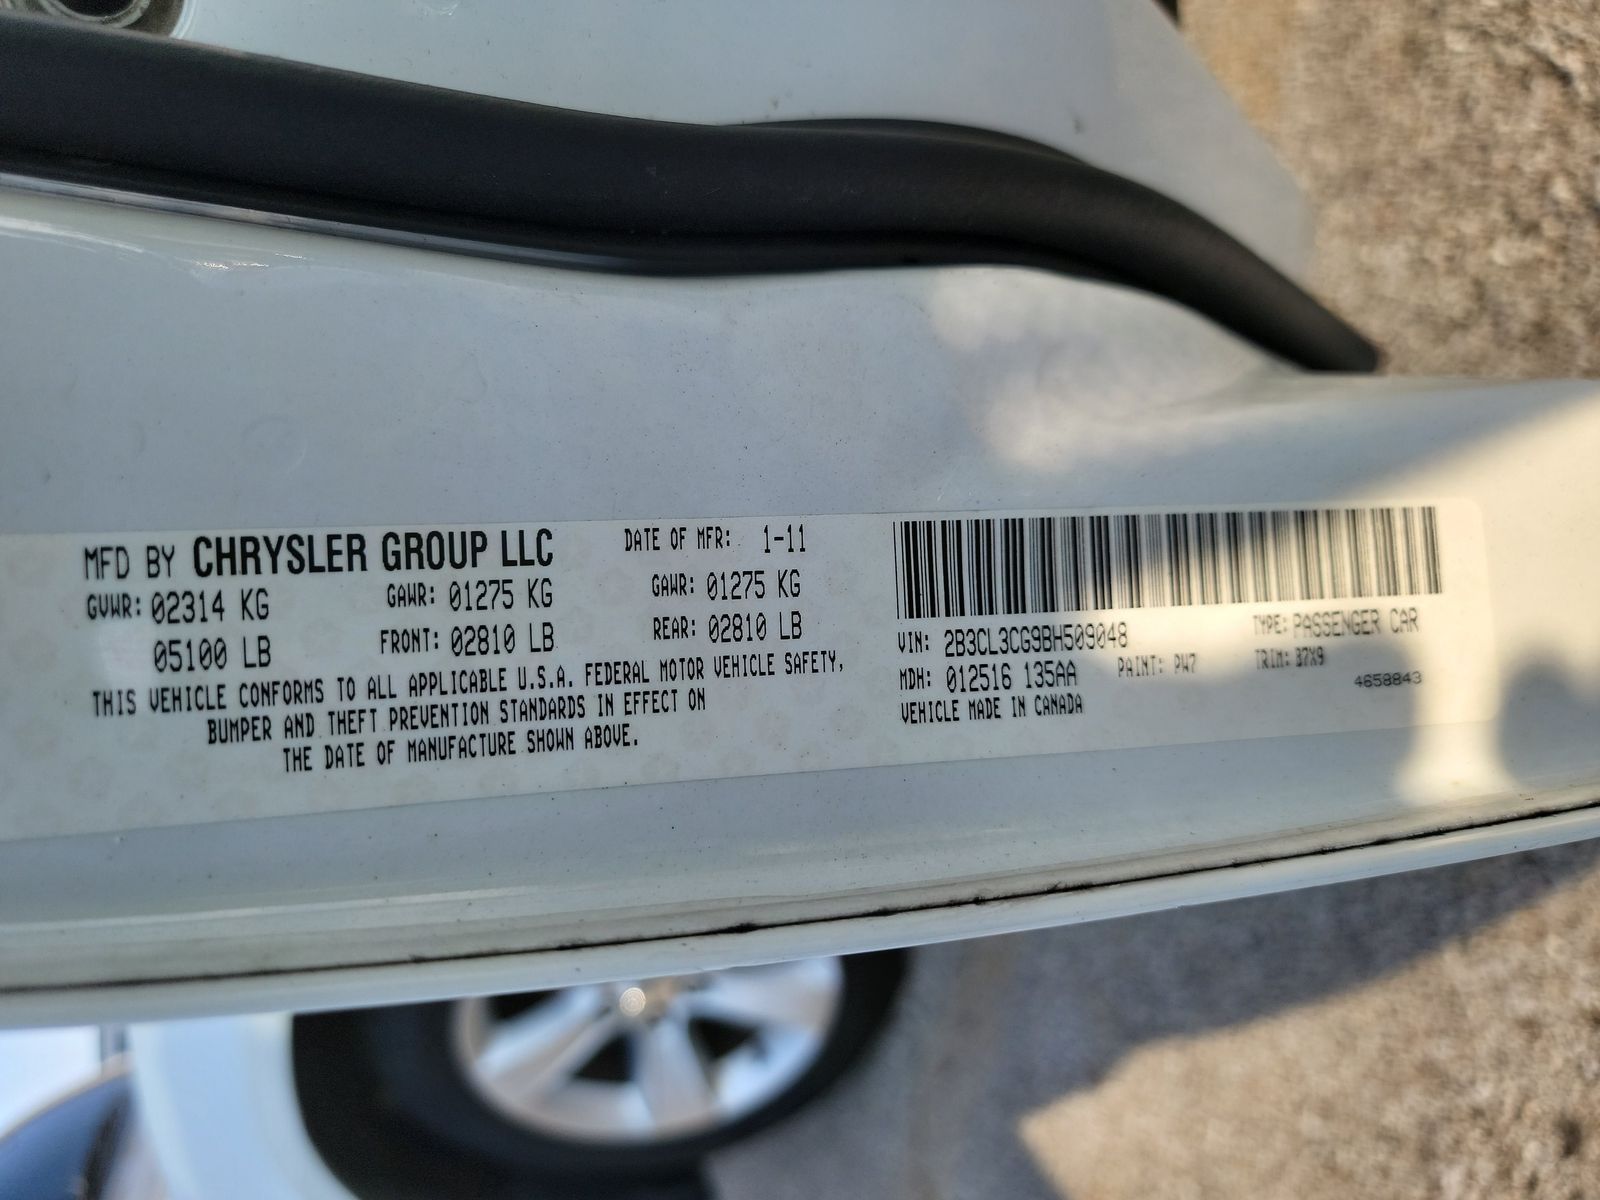 MFD BY CHRYSLER GROUP LLC
DATE OF MFR: 1-11
GVWR: 02314 KG
GAWR: 01275 KG
GAWR: 01275 KG
05100 LB
FRONT: 02810 LB
REAR: 02810 LB
THIS VEHICLE CONFORMS TO ALL APPLICABLE U.S.A. FEDERAL MOTOR VEHICLE SAFETY,
BUMPER AND THEFT PREVENTION STANDARDS IN EFFECT ON
THE DATE OF MANUFACTURE SHOWN ABOVE.
VIN: 2B3CL3CG9BH509048
TYPE: PASSENGER CAR
MDH: 012516 135AA
PAINT: PW7
TRIM: B7X9
VEHICLE MADE IN CANADA
4658843